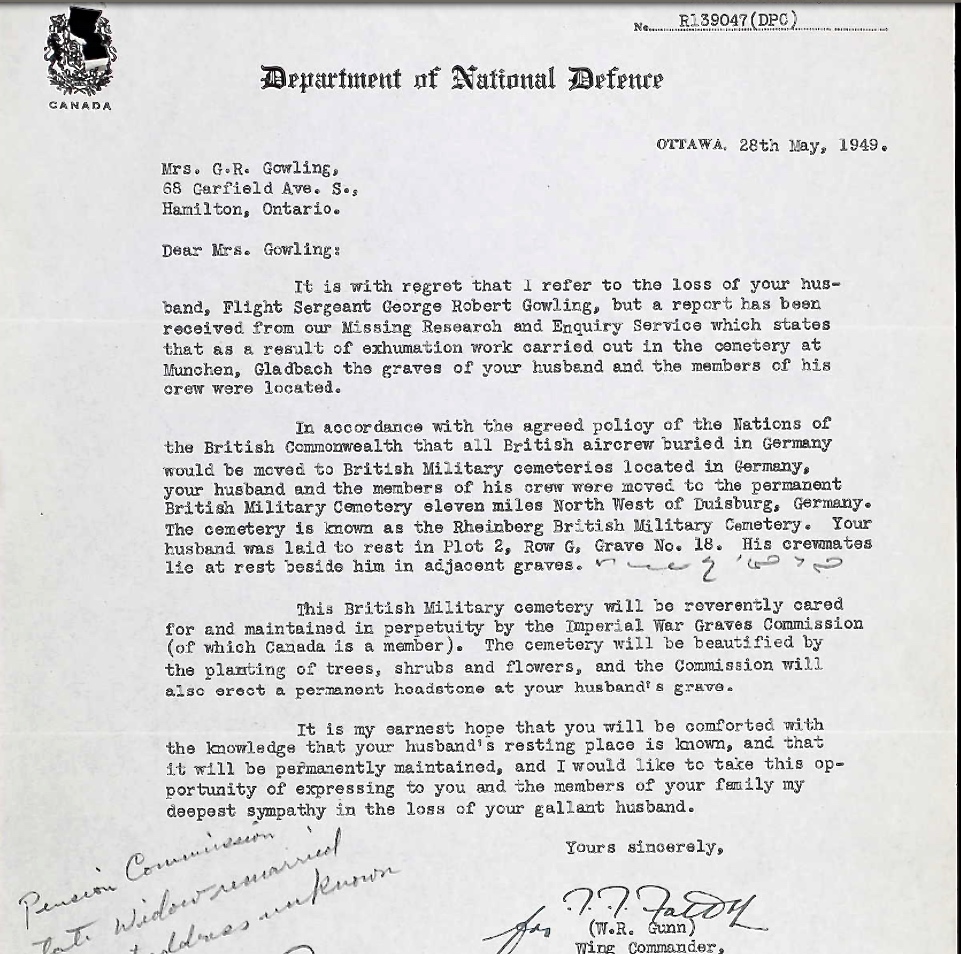 No. R139047(DPC)
CANADA
Department of National Defence
OTTAWA, 28th May, 1949.
Mrs. G.R. Gowling,
68 Garfield Ave. S.,
Hamilton, Ontario.
Dear Mrs. Gowling:
It is with regret that I refer to the loss of your hus-
band, Flight Sergeant George Robert Gowling, but a report has been
received from our Missing Research and Enquiry Service which states
that as a result of exhumation work carried out in the cemetery at
Munchen, Gladbach the graves of your husband and the members of his
crew were located.
In accordance with the agreed policy of the Nations of
the British Commonwealth that all British aircrew buried in Germany
would be moved to British Military cemeteries located in Germany,
your husband and the members of his crew were moved to the permanent
British Military Cemetery eleven miles North West of Duisburg, Germany.
The cemetery is known as the Rheinberg British Military Cemetery. Your
husband was laid to rest in Plot 2, Row G, Grave No. 18. His crewmates
lie at rest beside him in adjacent graves.
This British Military cemetery will be reverently cared
for and maintained in perpetuity by the Imperial War Graves Commission
(of which Canada is a member). The cemetery will be beautified by
the planting of trees, shrubs and flowers, and the Commission will
also erect a permanent headstone at your husband's grave.
It is my earnest hope that you will be comforted with
the knowledge that your husband's resting place is known, and that
it will be permanently maintained, and I would like to take this op-
portunity of expressing to you and the members of your family my
deepest sympathy in the loss of your gallant husband.
Yours sincerely,
for
(W.R. Gunn)
Wing Commander,
Pension Commission
Widow remarried
address unknown